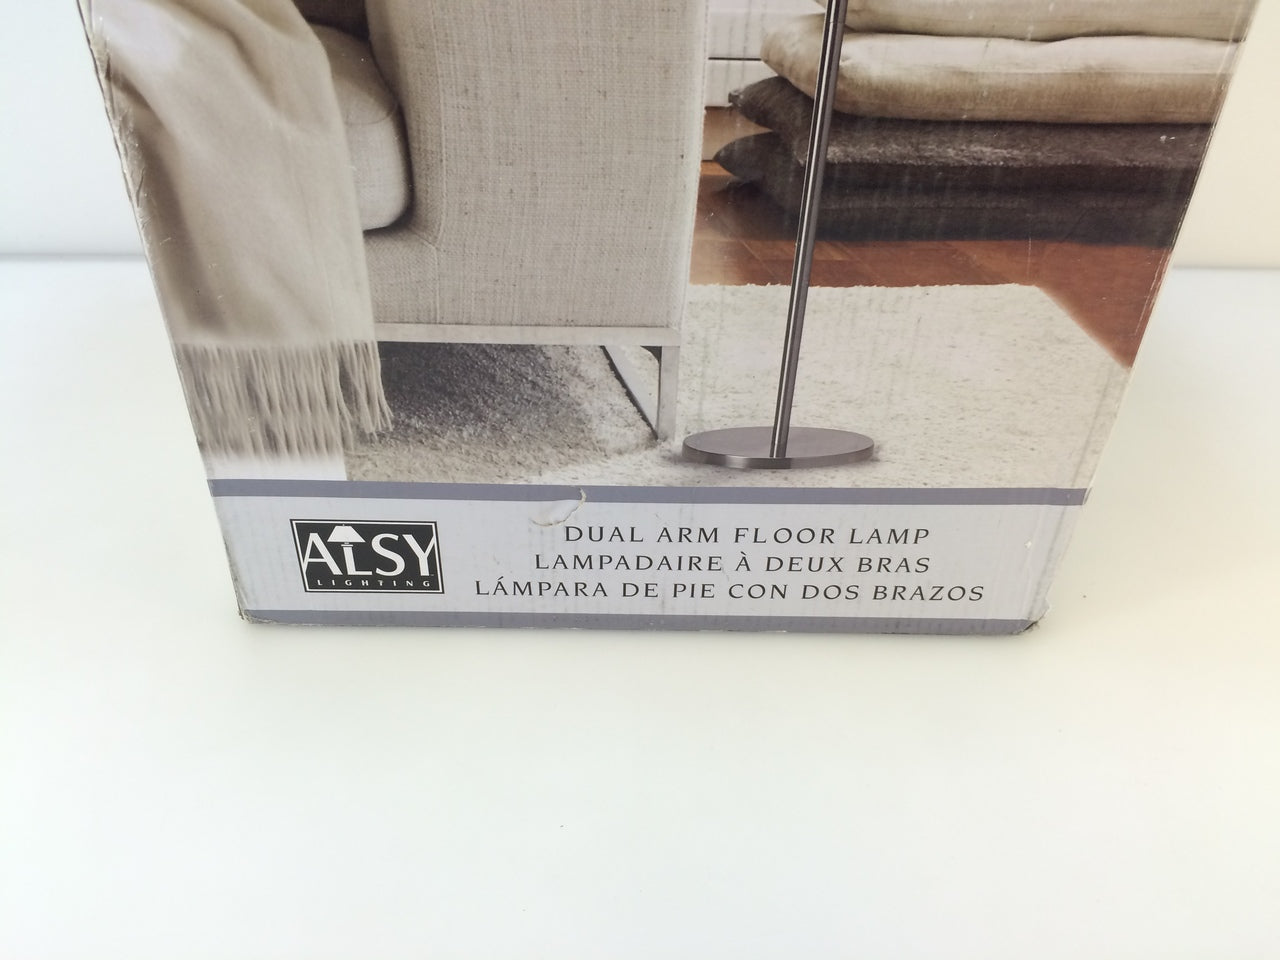 ALSY
LIGHTING
DUAL ARM FLOOR LAMP
LAMPADAIRE À DEUX BRAS
LÁMPARA DE PIE CON DOS BRAZOS